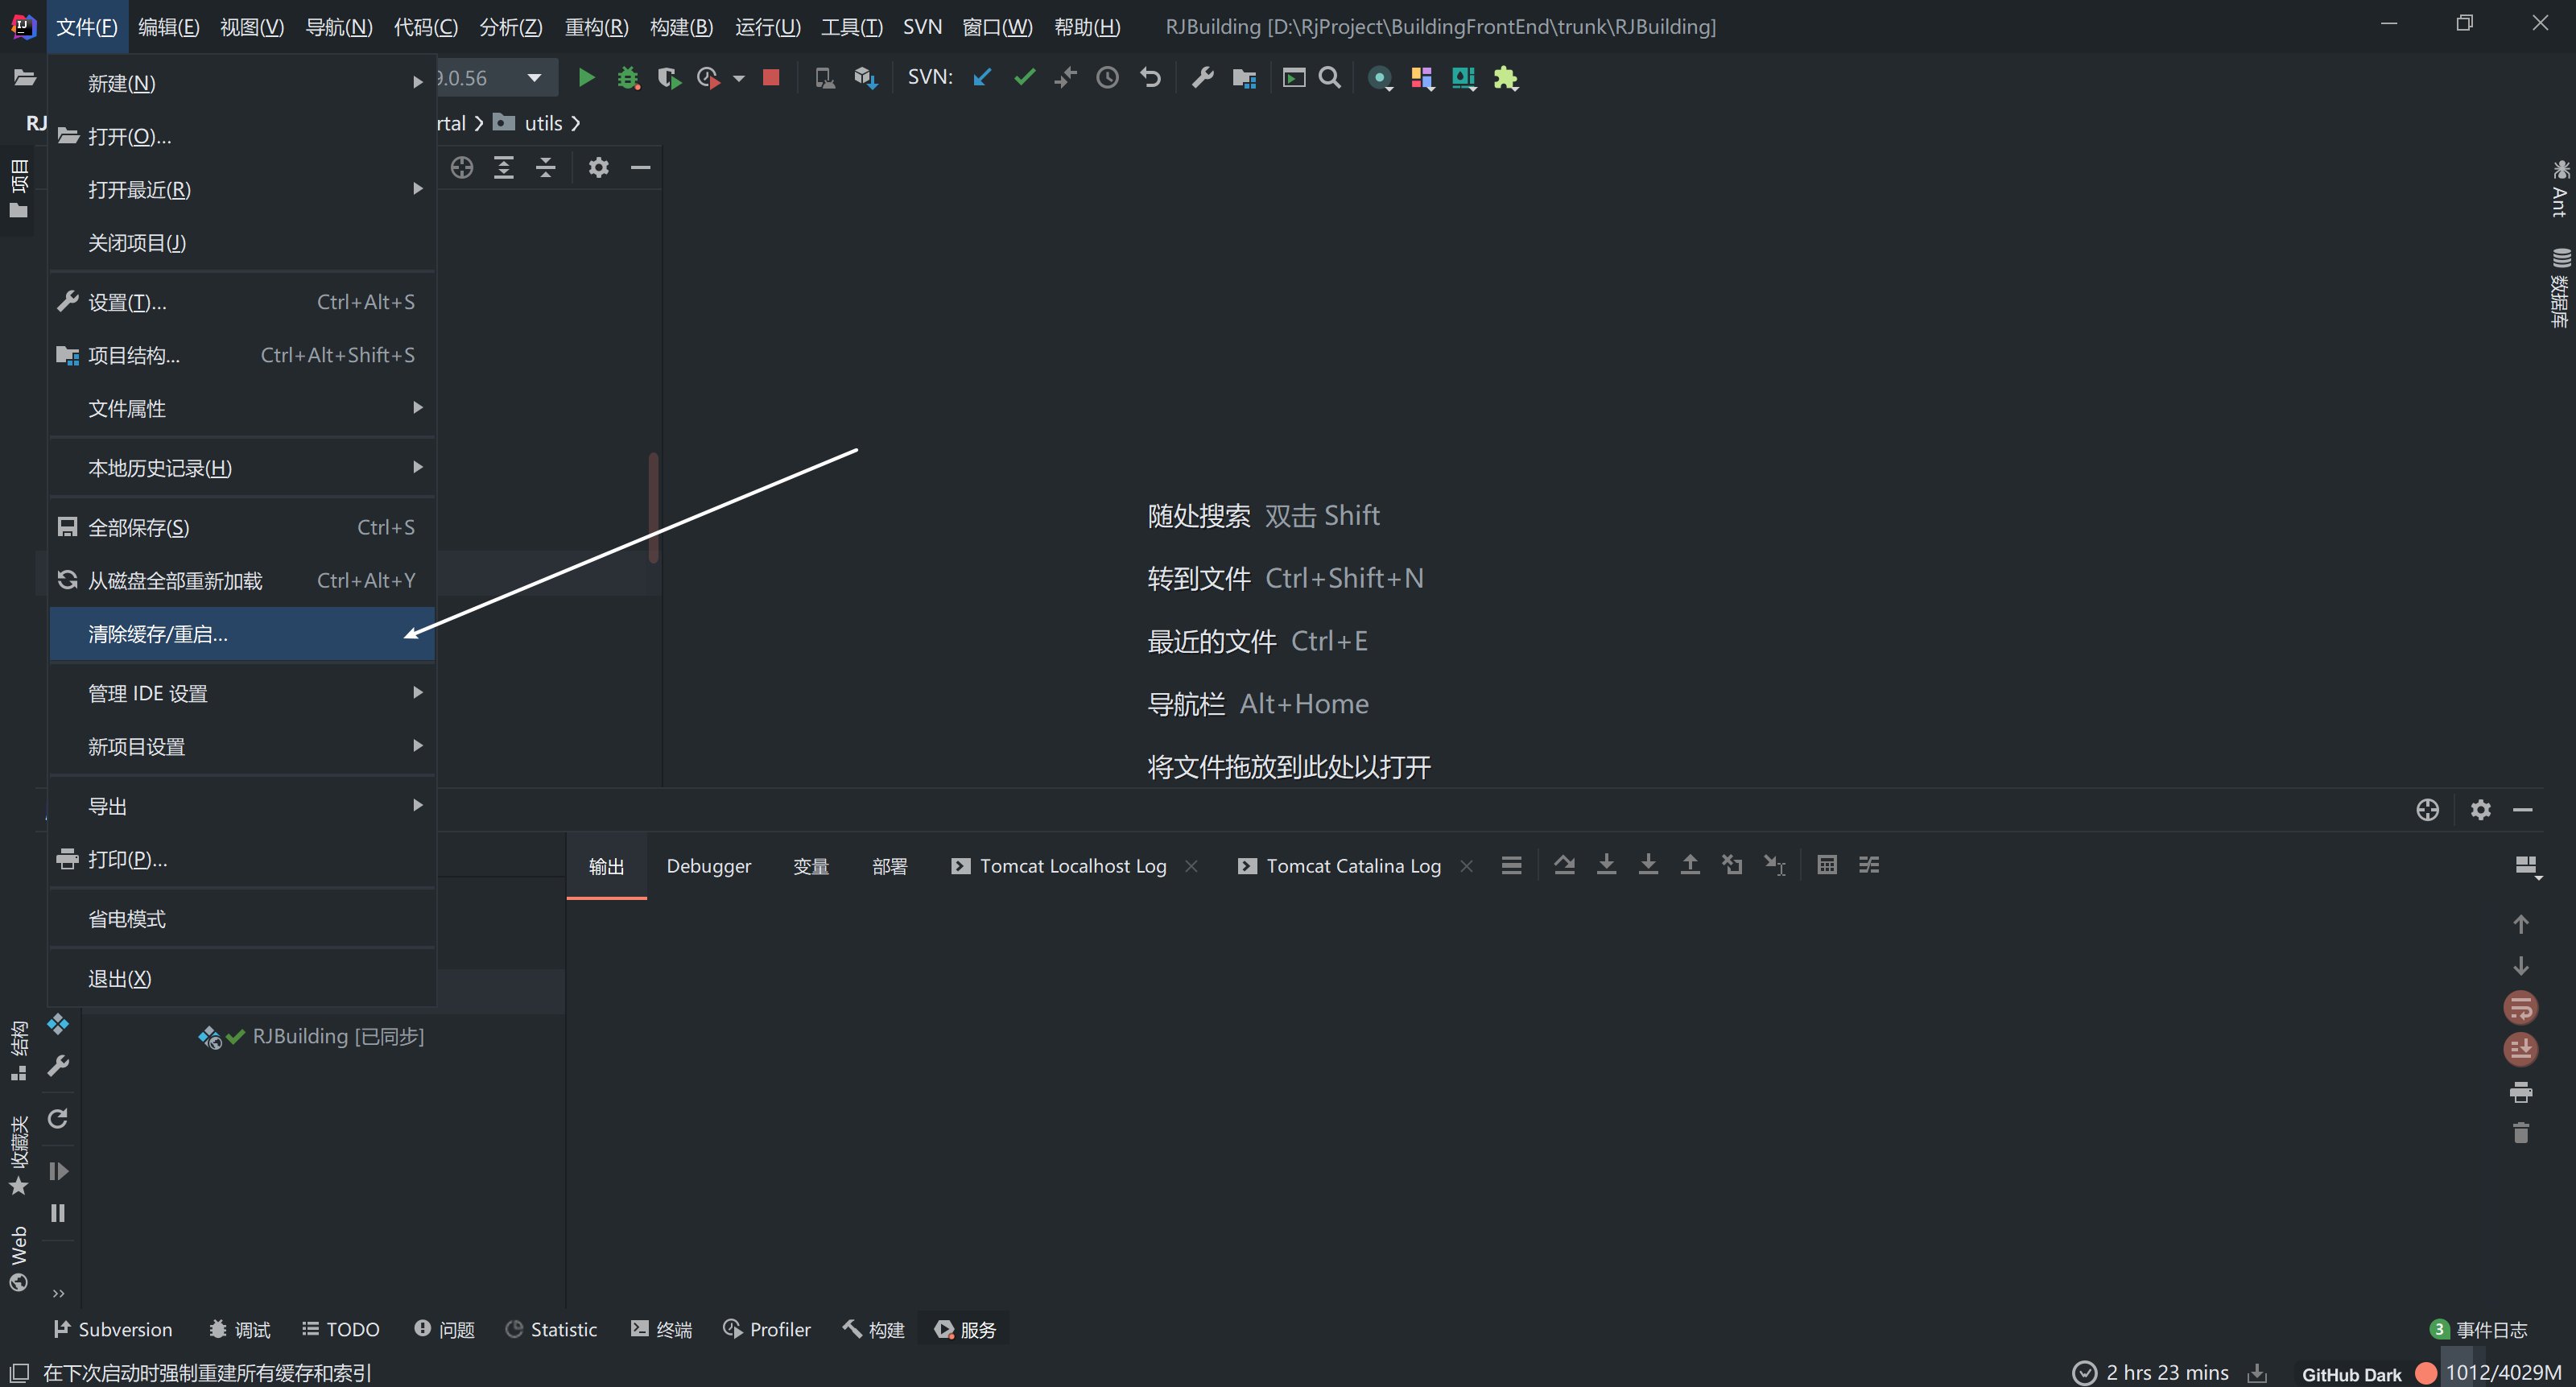 文件(F) 编辑(E) 视图(V) 导航(N) 代码(C) 分析(Z) 重构(R) 构建(B) 运行(U) 工具(T) SVN 窗口(W) 帮助(H) RJBuilding [D:\RjProject\BuildingFrontEnd\trunk\RJBuilding]
新建(N)
.0.56
SVN:
RJ
rtal
utils
打开(O)...
打开最近(R)
关闭项目(J)
设置(T)... Ctrl+Alt+S
项目结构... Ctrl+Alt+Shift+S
文件属性
本地历史记录(H)
全部保存(S) Ctrl+S
从磁盘全部重新加载 Ctrl+Alt+Y
清除缓存/重启...
管理 IDE 设置
新项目设置
导出
打印(P)...
省电模式
退出(X)
项目
Ant
数据库
随处搜索 双击 Shift
转到文件 Ctrl+Shift+N
最近的文件 Ctrl+E
导航栏 Alt+Home
将文件拖放到此处以打开
输出 Debugger 变量 部署 Tomcat Localhost Log Tomcat Catalina Log
RJBuilding [已同步]
结构
收藏夹
Web
Subversion 调试 TODO 问题 Statistic 终端 Profiler 构建 服务 3 事件日志
在下次启动时强制重建所有缓存和索引 2 hrs 23 mins GitHub Dark 1012/4029M